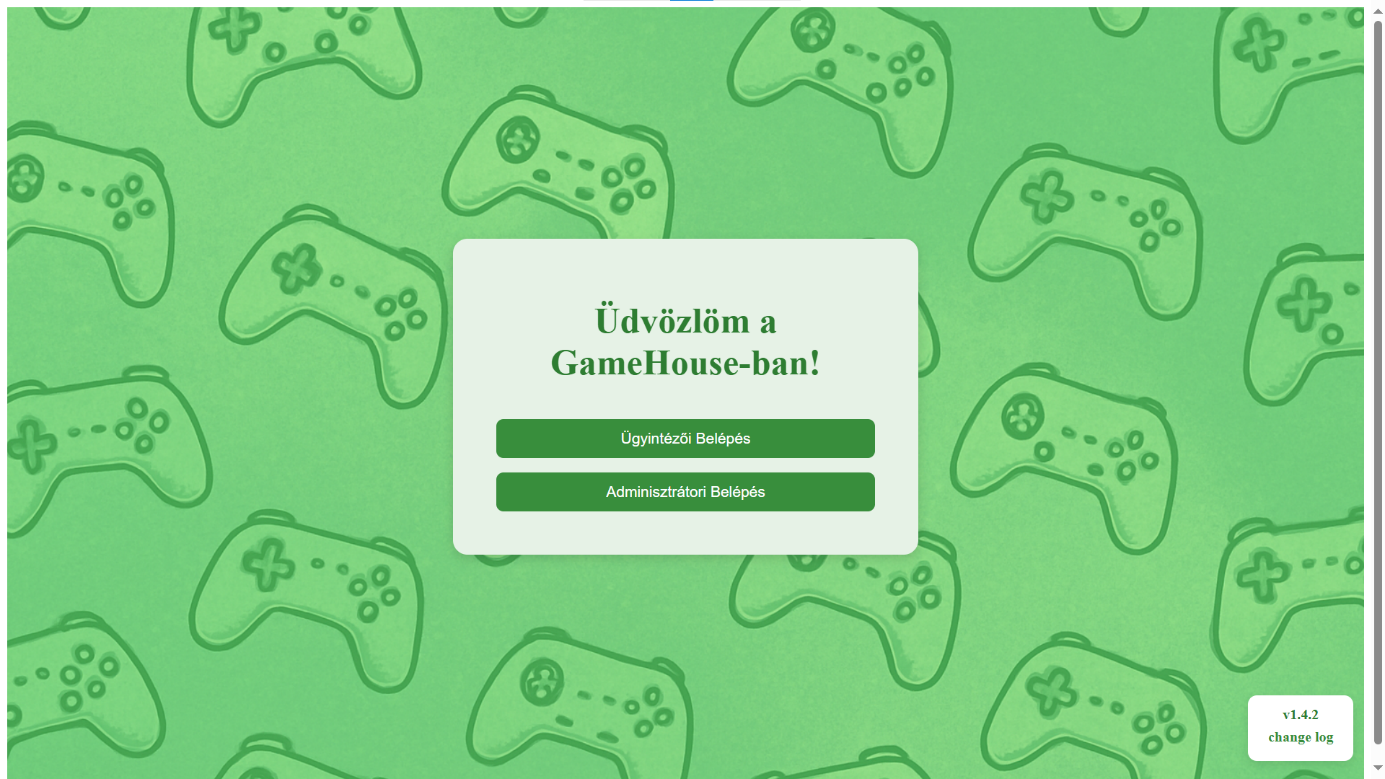 Üdvözlöm a
GameHouse-ban!
Ügyintézői Belépés
Adminisztrátori Belépés
v1.4.2
change log